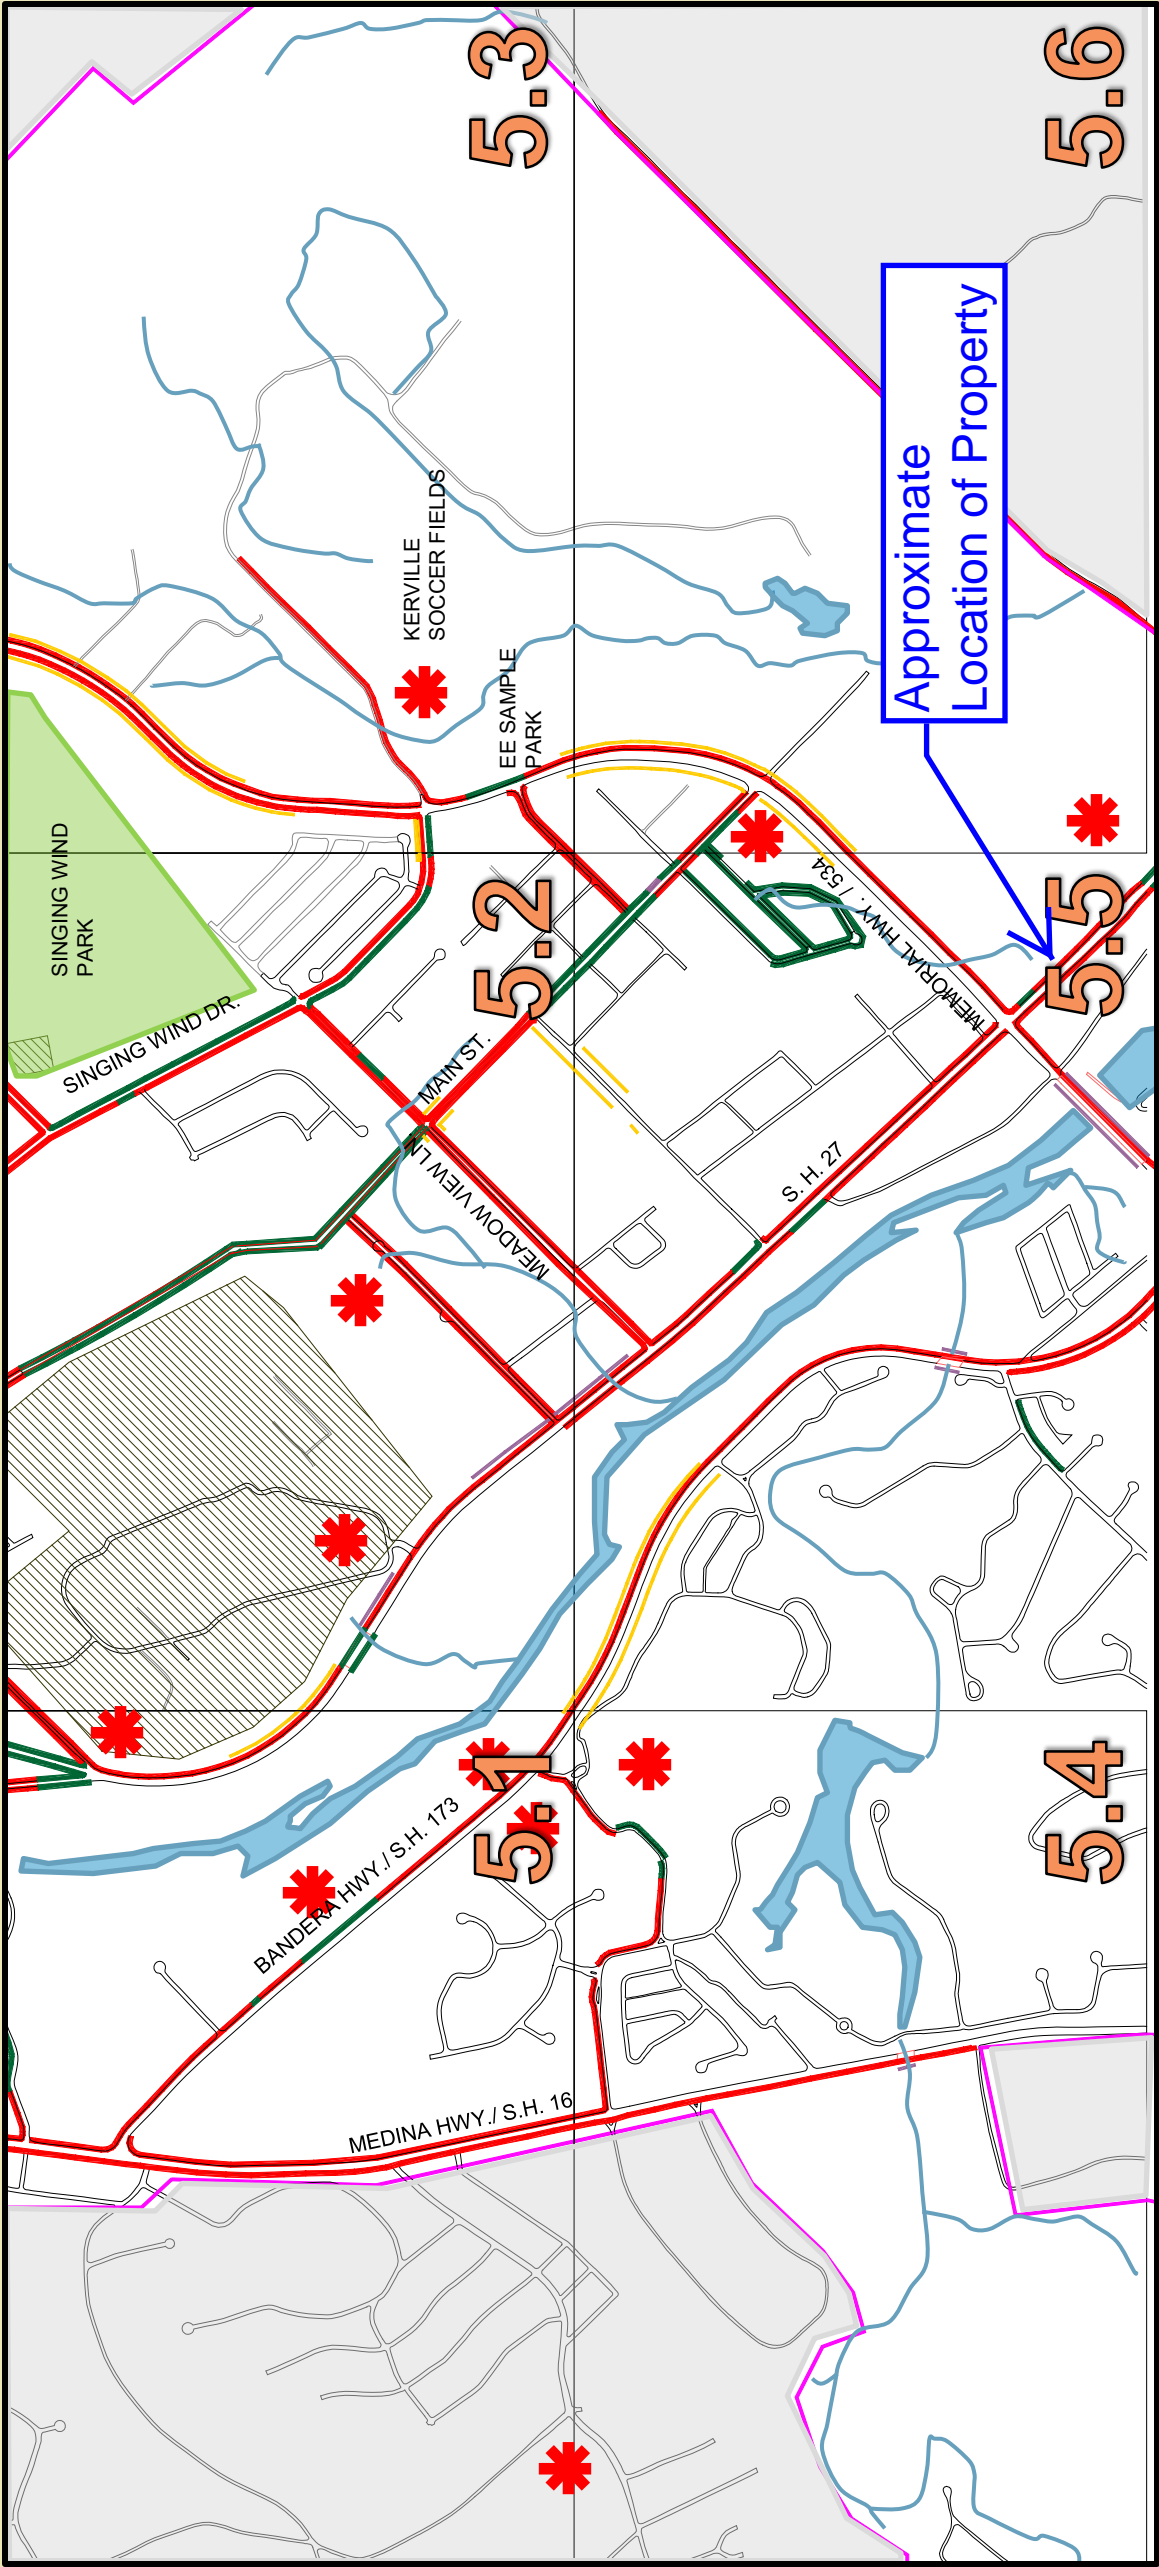 5.3
5.6
Approximate
Location of Property
KERVILLE
SOCCER FIELDS
EE SAMPLE
PARK
SINGING WIND
PARK
5.2
5.5
MEMORIAL HWY. / 534
SINGING WIND DR.
MAIN ST.
MEADOW VIEW LN
S. H. 27
5.1
5.4
BANDERA HWY./ S.H. 173
MEDINA HWY./ S.H. 16